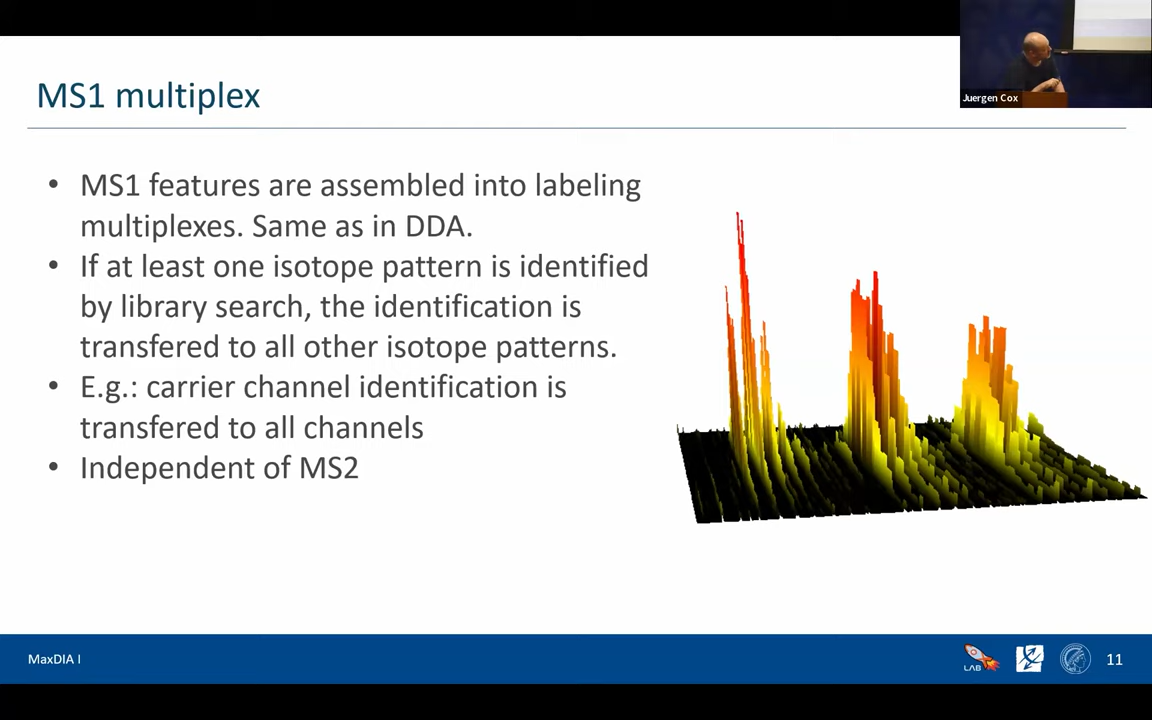 Juergen Cox
MS1 multiplex
• MS1 features are assembled into labeling
multiplexes. Same as in DDA.
• If at least one isotope pattern is identified
by library search, the identification is
transfered to all other isotope patterns.
• E.g.: carrier channel identification is
transfered to all channels
• Independent of MS2
MaxDIA I
LAB
11